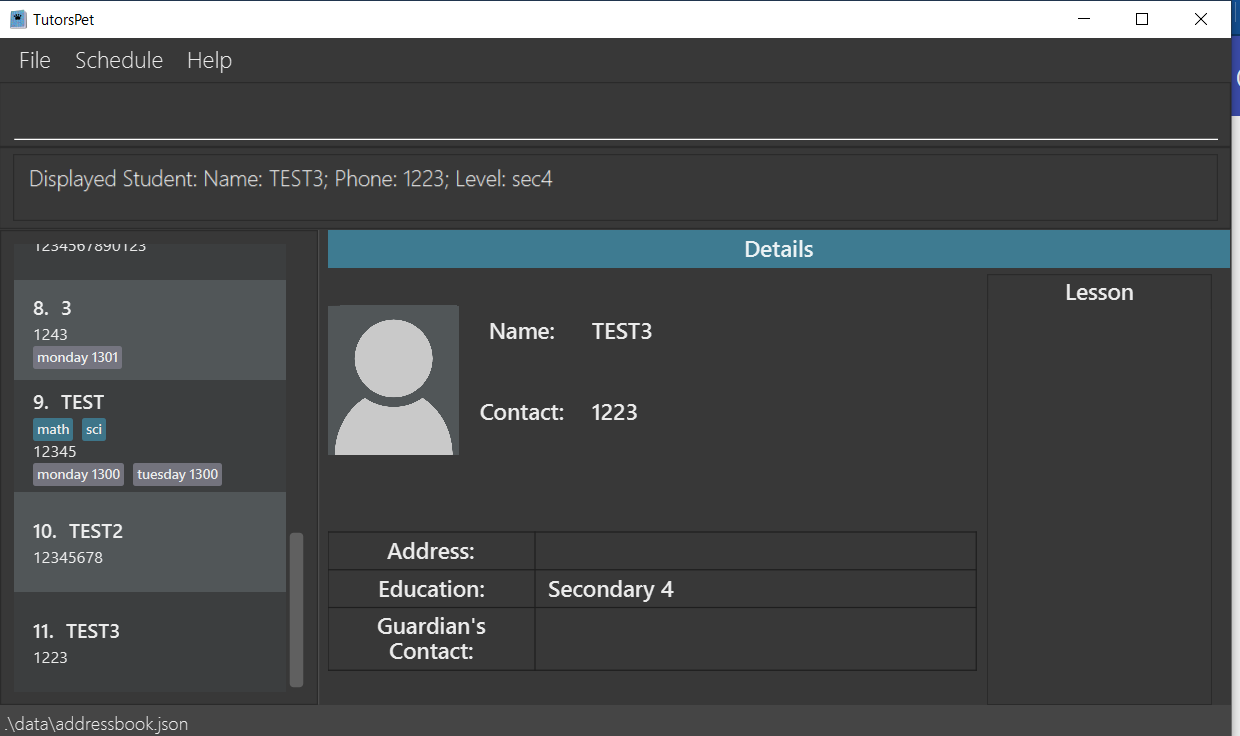 TutorsPet
File Schedule Help
Displayed Student: Name: TEST3; Phone: 1223; Level: sec4
1234567890123
8. 3
1243
monday 1301
9. TEST
math sci
12345
monday 1300 tuesday 1300
10. TEST2
12345678
11. TEST3
1223
Details
Name: TEST3
Contact: 1223
Address:
Education: Secondary 4
Guardian's
Contact:
Lesson
.\data\addressbook.json